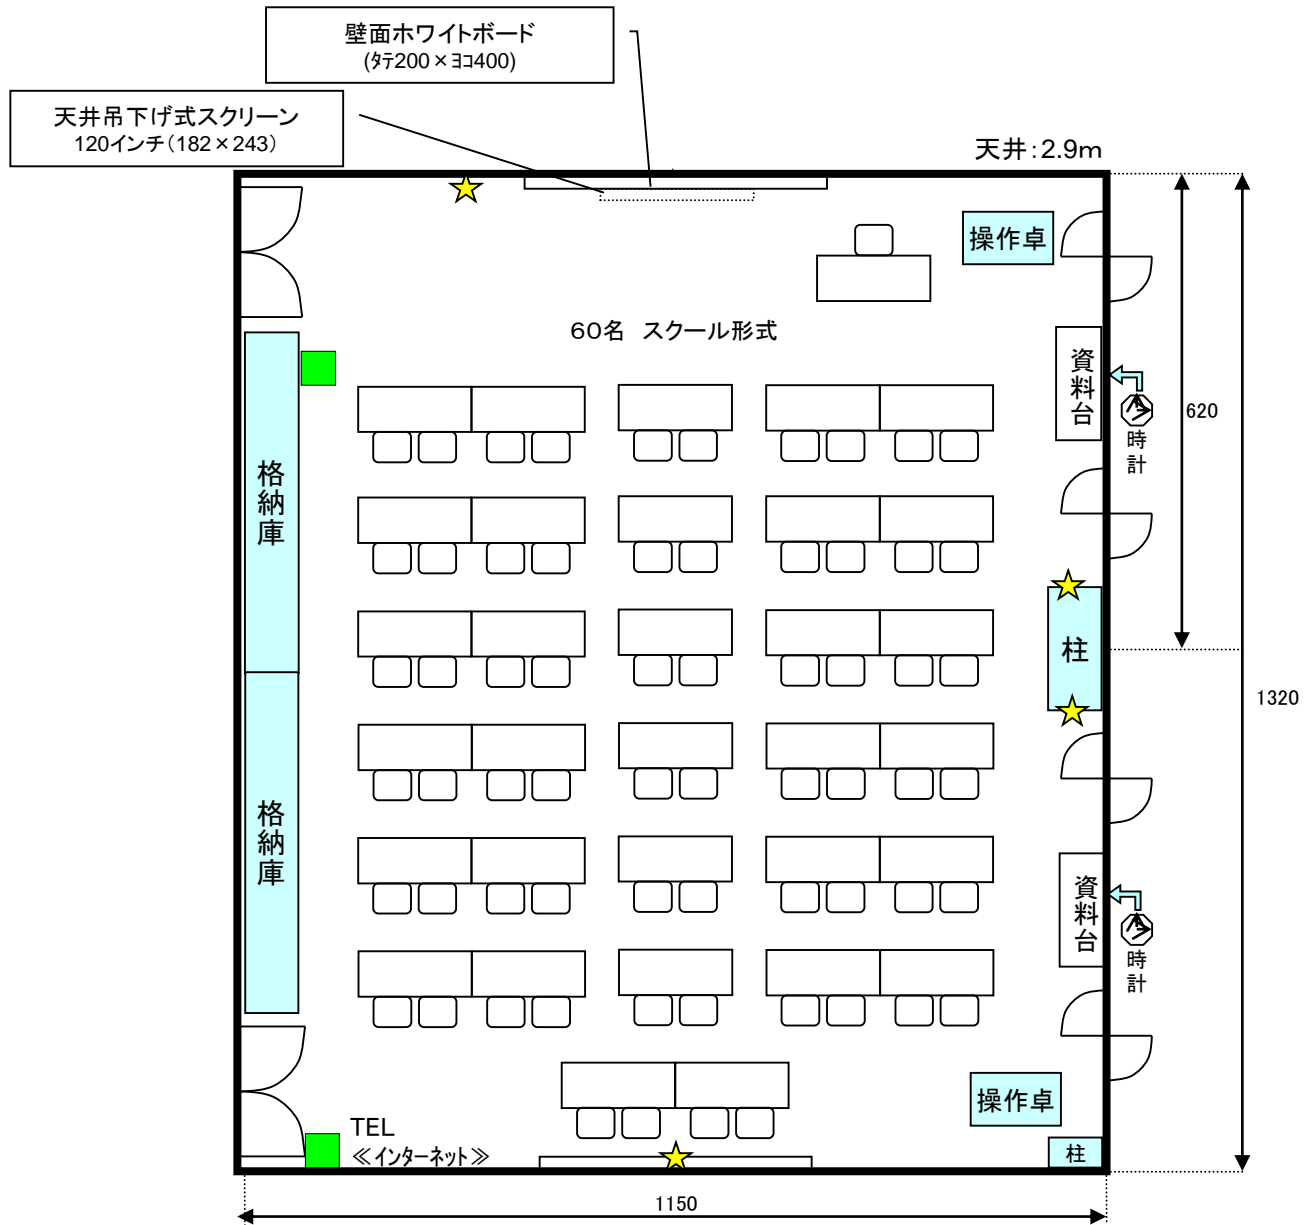 壁面ホワイトボード
(ﾀﾃ200×ﾖｺ400)
天井吊下げ式スクリーン
120インチ(182×243)
天井:2.9m
操作卓
60名 スクール形式
資料台
時計
620
格納庫
柱
1320
格納庫
資料台
時計
操作卓
TEL
≪インターネット≫
柱
1150